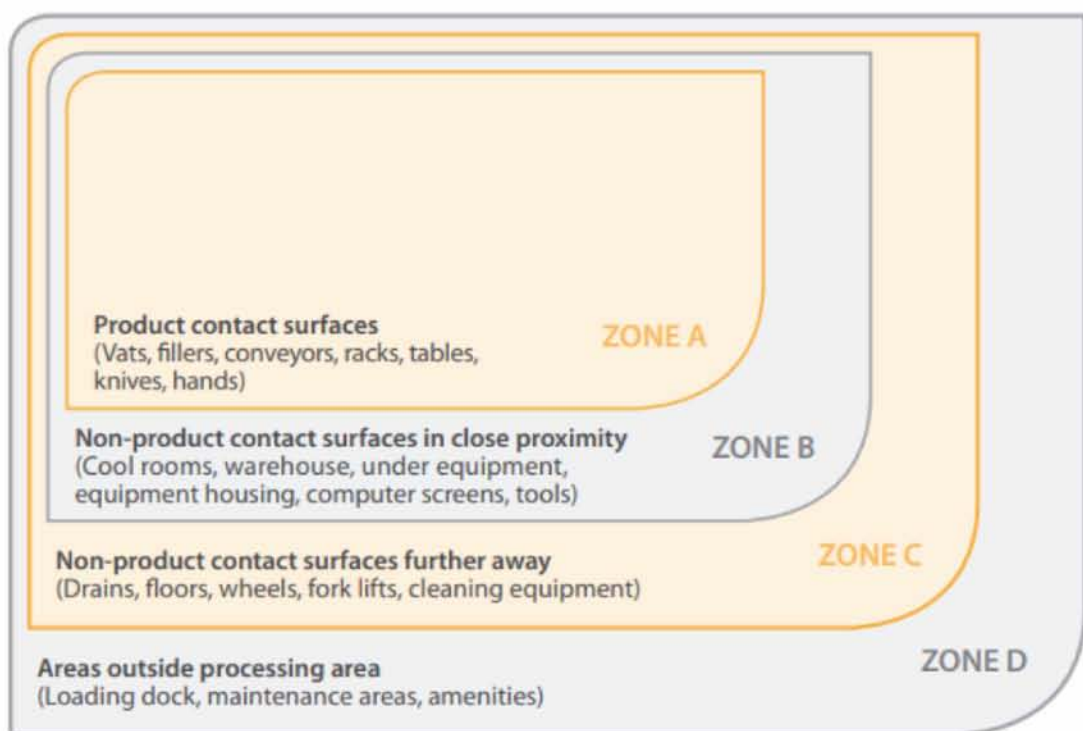 Product contact surfaces
(Vats, fillers, conveyors, racks, tables,
knives, hands)
ZONE A
Non-product contact surfaces in close proximity
(Cool rooms, warehouse, under equipment,
equipment housing, computer screens, tools)
ZONE B
Non-product contact surfaces further away
(Drains, floors, wheels, fork lifts, cleaning equipment)
ZONE C
Areas outside processing area
(Loading dock, maintenance areas, amenities)
ZONE D